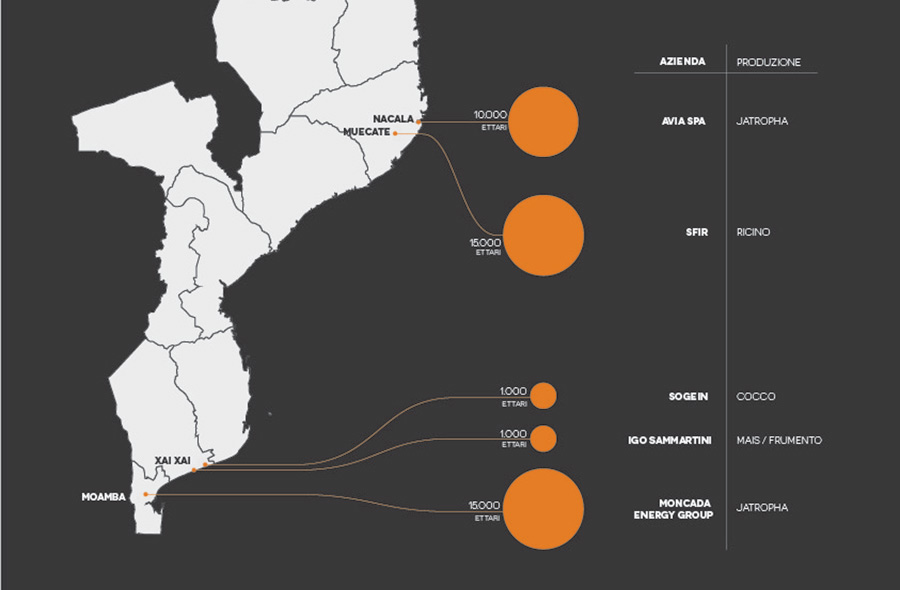 AZIENDA PRODUZIONE
NACALA 10.000
ETTARI
AVIA SPA JATROPHA
MUECATE
15.000
ETTARI
SFIR RICINO
1.000
ETTARI
SOGEIN COCCO
1.000
ETTARI
IGO SAMMARTINI MAIS / FRUMENTO
XAI XAI
MOAMBA
15.000
ETTARI
MONCADA
ENERGY GROUP
JATROPHA